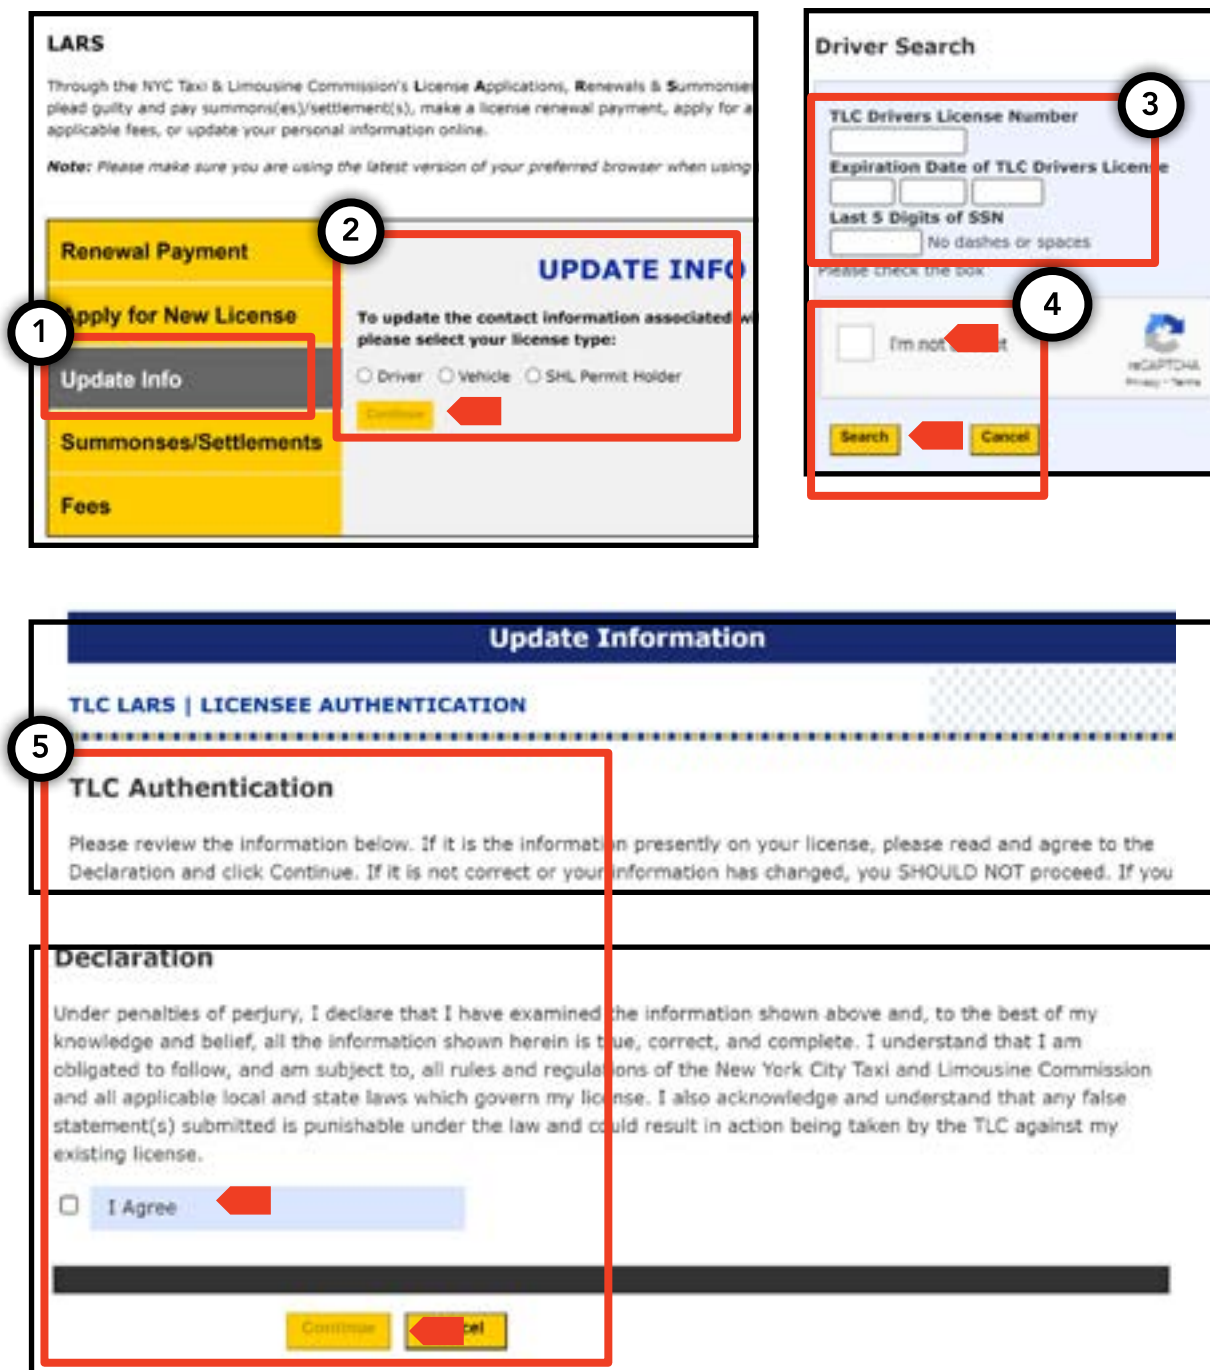 LARS
Through the NYC Taxi & Limousine Commission's License Applications, Renewals & Summonse
plead guilty and pay summons(es)/settlement(s), make a license renewal payment, apply for a
applicable fees, or update your personal information online.
Note: Please make sure you are using the latest version of your preferred browser when using
2
Renewal Payment
UPDATE INFO
1
Apply for New License
To update the contact information associated wi
please select your license type:
Update Info
Driver Vehicle SHL Permit Holder
Continue
Summonses/Settlements
Fees
Driver Search
3
TLC Drivers License Number
Expiration Date of TLC Drivers License
Last 5 Digits of SSN
No dashes or spaces
Please check the box
4
I'm not
reCAPTCHA
Privacy - Terms
Search Cancel
Update Information
TLC LARS | LICENSEE AUTHENTICATION
5
TLC Authentication
Please review the information below. If it is the information presently on your license, please read and agree to the
Declaration and click Continue. If it is not correct or your information has changed, you SHOULD NOT proceed. If you
Declaration
Under penalties of perjury, I declare that I have examined the information shown above and, to the best of my
knowledge and belief, all the information shown herein is true, correct, and complete. I understand that I am
obligated to follow, and am subject to, all rules and regulations of the New York City Taxi and Limousine Commission
and all applicable local and state laws which govern my license. I also acknowledge and understand that any false
statement(s) submitted is punishable under the law and could result in action being taken by the TLC against my
existing license.
I Agree
Continue cel